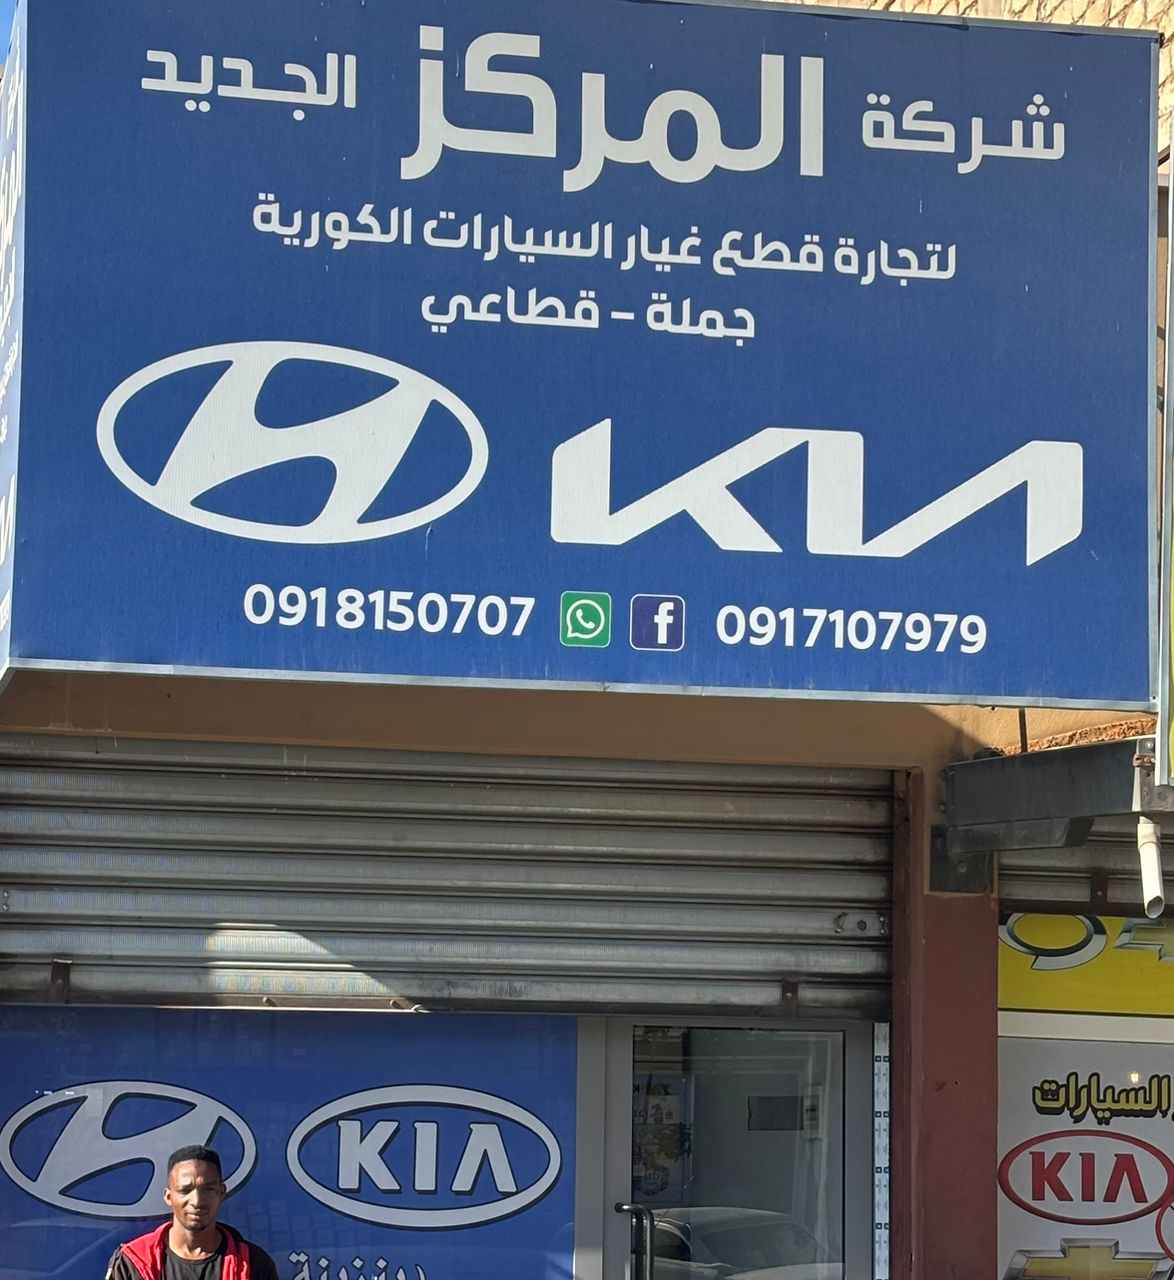 شركة المركز الجديد
لتجارة قطع غيار السيارات الكورية
جملة - قطاعي
KIA
0918150707 0917107979
KIA
السيارات
KIA